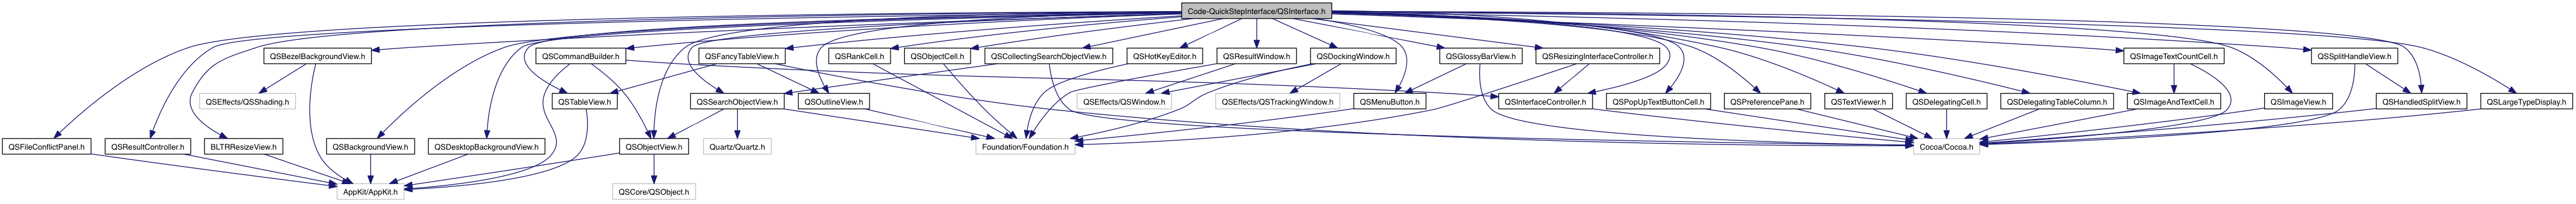 Code-QuickStepInterface/QSInterface.h
QSBezelBackgroundView.h
QSCommandBuilder.h
QSFancyTableView.h
QSRankCell.h
QSObjectCell.h
QSCollectingSearchObjectView.h
QSHotKeyEditor.h
QSResultWindow.h
QSDockingWindow.h
QSGlossyBarView.h
QSResizingInterfaceController.h
QSImageTextCountCell.h
QSSplitHandleView.h
QSEffects/QSShading.h
QSTableView.h
QSSearchObjectView.h
QSOutlineView.h
QSEffects/QSWindow.h
QSEffects/QSTrackingWindow.h
QSMenuButton.h
QSInterfaceController.h
QSPopUpTextButtonCell.h
QSPreferencePane.h
QSTextViewer.h
QSDelegatingCell.h
QSDelegatingTableColumn.h
QSImageAndTextCell.h
QSImageView.h
QSHandledSplitView.h
QSLargeTypeDisplay.h
QSFileConflictPanel.h
QSResultController.h
BLTRResizeView.h
QSBackgroundView.h
QSDesktopBackgroundView.h
QSObjectView.h
Quartz/Quartz.h
Foundation/Foundation.h
Cocoa/Cocoa.h
AppKit/AppKit.h
QSCore/QSObject.h